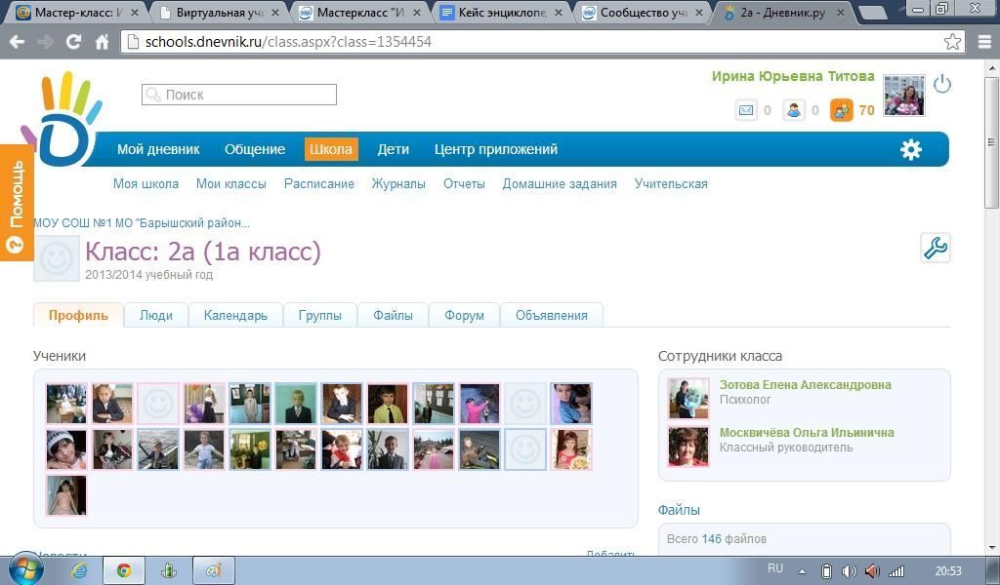 Мастер-класс: И
Виртуальная учи
Мастеркласс "И
Кейс энциклопе
Сообщество учи
2а - Дневник.ру
schools.dnevnik.ru/class.aspx?class=1354454
Ирина Юрьевна Титова
Поиск
0 0 70
D
Мой дневник Общение Школа Дети Центр приложений
Помощь
Моя школа Мои классы Расписание Журналы Отчеты Домашние задания Учительская
МОУ СОШ №1 МО "Барышский район...
Класс: 2а (1а класс)
2013/2014 учебный год
Профиль Люди Календарь Группы Файлы Форум Объявления
Ученики
Сотрудники класса
Зотова Елена Александровна
Психолог
Москвичёва Ольга Ильинична
Классный руководитель
Файлы
Всего 146 файлов
Новости
Добавить
RU
20:53